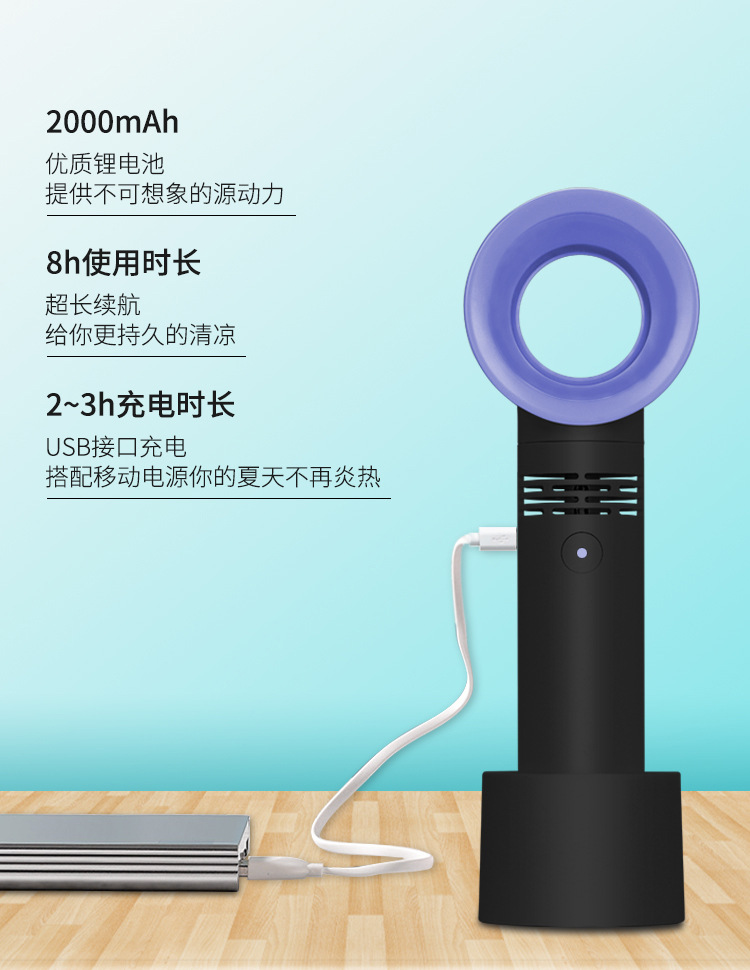 2000mAh
优质锂电池
提供不可想象的源动力
8h使用时长
超长续航
给你更持久的清凉
2~3h充电时长
USB接口充电
搭配移动电源你的夏天不再炎热